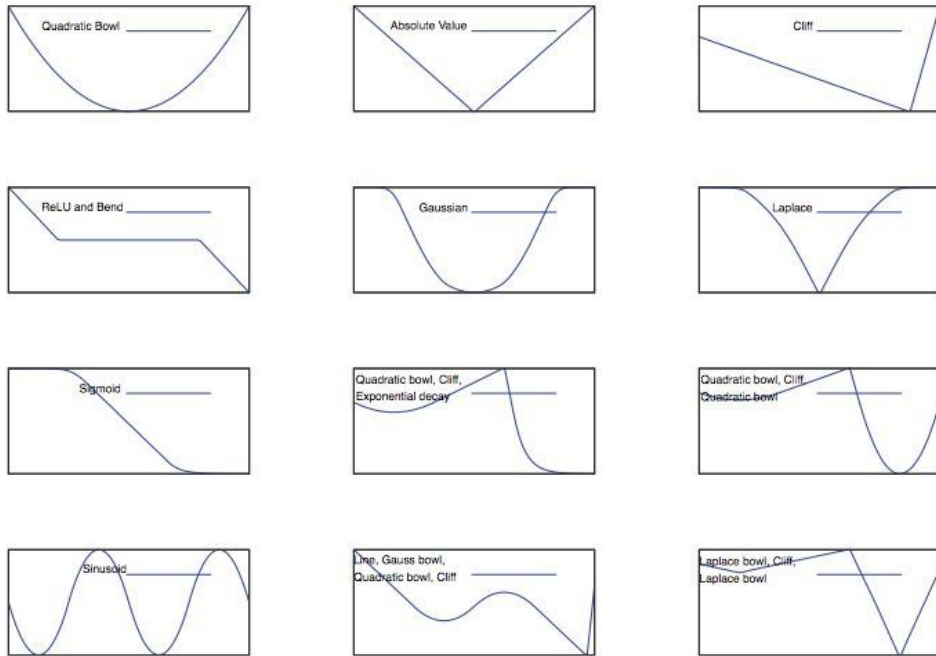 Quadratic Bowl
Absolute Value
Cliff
ReLU and Bend
Gaussian
Laplace
Sigmoid
Quadratic bowl, Cliff,
Exponential decay
Quadratic bowl, Cliff,
Quadratic bowl
Sinusoid
Line, Gauss bowl,
Quadratic bowl, Cliff
Laplace bowl, Cliff,
Laplace bowl